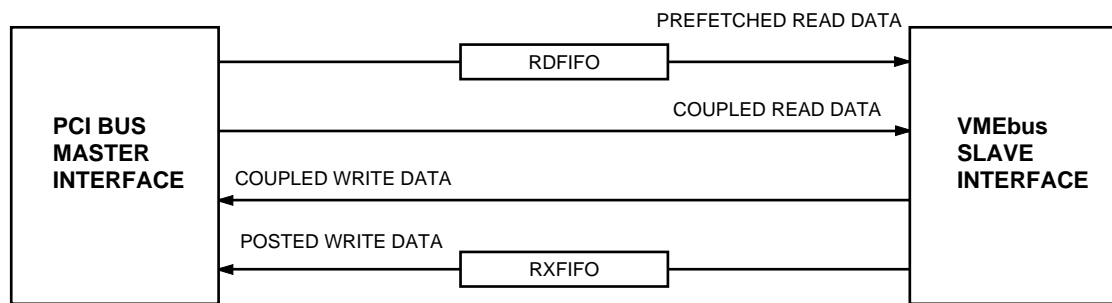 PREFETCHED READ DATA
RDFIFO
COUPLED READ DATA
PCI BUS
MASTER
INTERFACE
VMEbus
SLAVE
INTERFACE
COUPLED WRITE DATA
POSTED WRITE DATA
RXFIFO